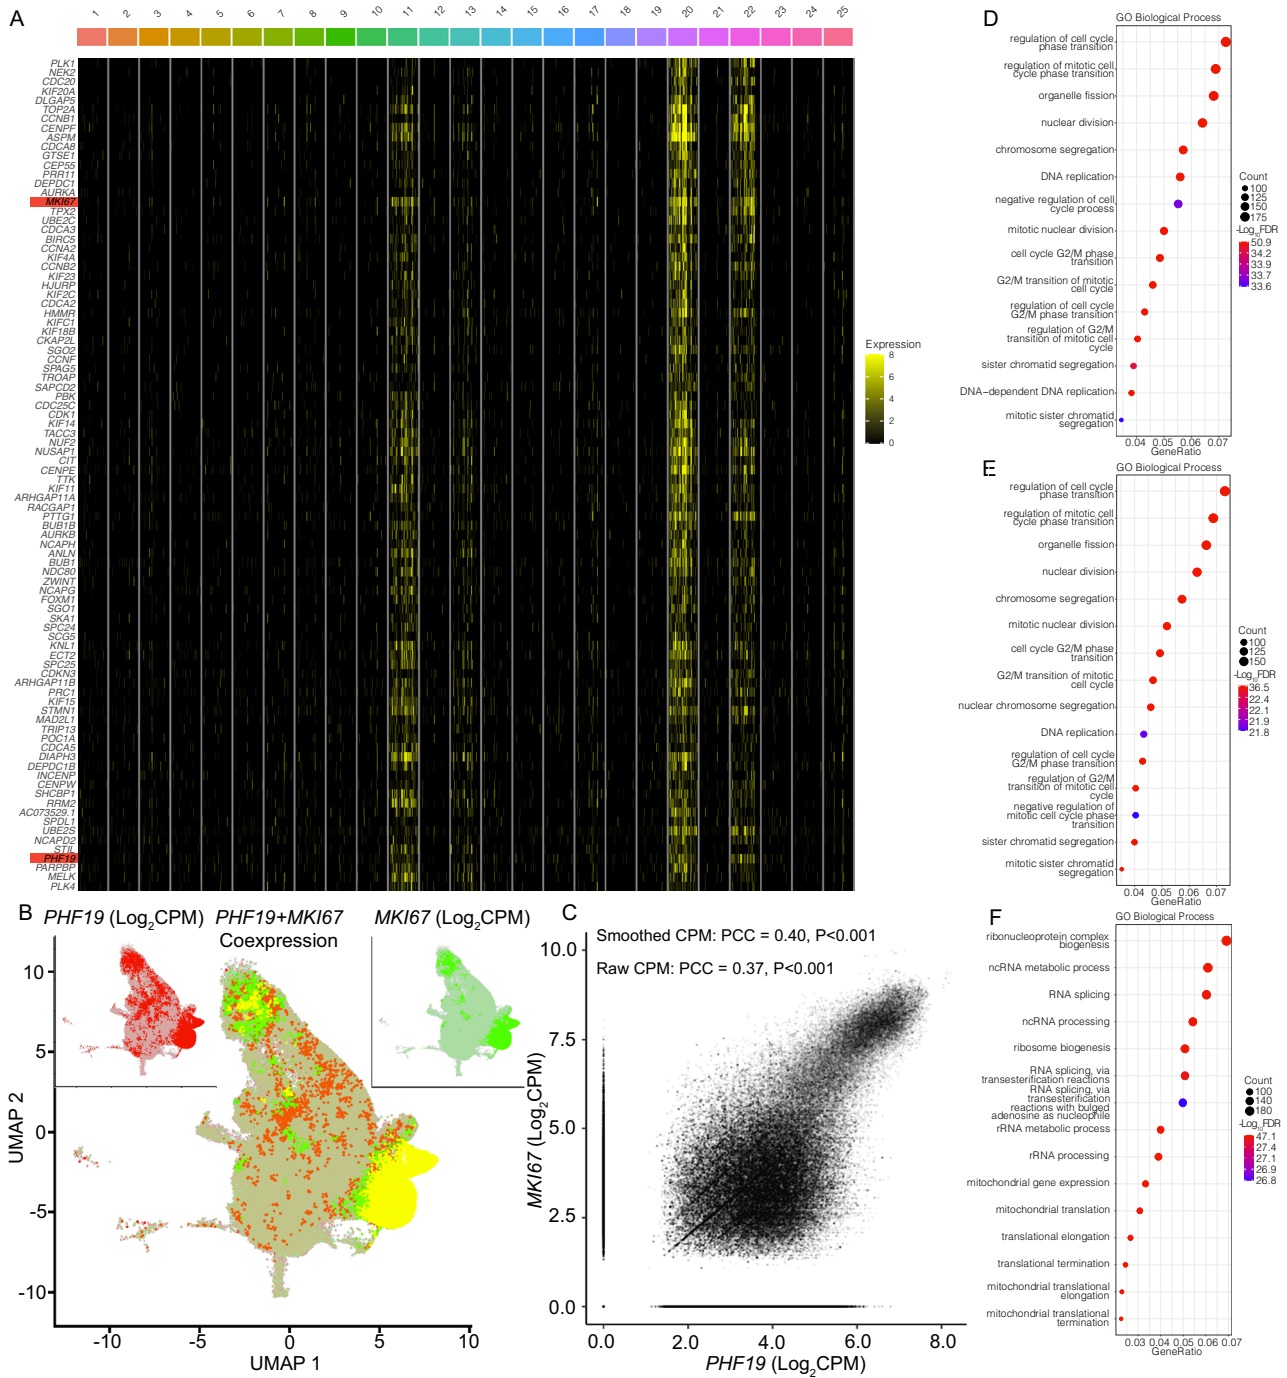 A
1 2 3 4 5 6 7 8 9 10 11 12 13 14 15 16 17 18 19 20 21 22 23 24 25
PLK1
NEK2
CDC20
KIF20A
DLGAP5
TOP2A
CCNB1
CENPF
ASPM
CDCA8
GTSE1
CEP55
PRR11
DEPDC1
AURKA
MKI67
TPX2
UBE2C
CDCA3
BIRC5
CCNA2
KIF4A
CCNB2
KIF23
HJURP
KIF2C
CDCA2
HMMR
KIFC1
KIF18B
CKAP2L
SGO2
CCNF
SPAG5
TROAP
SAPCD2
PBK
CDC25C
CDK1
KIF14
TACC3
NUF2
NUSAP1
CIT
CENPE
TTK
KIF11
ARHGAP11A
RACGAP1
PTTG1
BUB1B
AURKB
NCAPH
ANLN
BUB1
NDC80
ZWINT
NCAPG
FOXM1
SGO1
SKA1
SPC24
SCG5
KNL1
ECT2
SPC25
CDKN3
ARHGAP11B
PRC1
KIF15
STMN1
MAD2L1
TRIP13
POC1A
CDCA5
DIAPH3
DEPDC1B
INCENP
CENPW
SHCBP1
RRM2
AC073529.1
SPDL1
UBE2S
NCAPD2
STIL
PHF19
PARPBP
MELK
PLK4
Expression
8
6
4
2
0
B
PHF19 (Log2CPM)
PHF19+MKI67
Coexpression
MKI67 (Log2CPM)
10
5
0
-5
-10
UMAP 2
-10 -5 0 5 10
UMAP 1
C
Smoothed CPM: PCC = 0.40, P<0.001
Raw CPM: PCC = 0.37, P<0.001
10.0
7.5
5.0
2.5
0.0
MKI67 (Log2CPM)
0.0 2.0 4.0 6.0 8.0
PHF19 (Log2CPM)
D
GO Biological Process
regulation of cell cycle
phase transition
regulation of mitotic cell
cycle phase transition
organelle fission
nuclear division
chromosome segregation
DNA replication
negative regulation of cell
cycle process
mitotic nuclear division
cell cycle G2/M phase
transition
G2/M transition of mitotic
cell cycle
regulation of cell cycle
G2/M phase transition
regulation of G2/M
transition of mitotic cell
cycle
sister chromatid segregation
DNA−dependent DNA replication
mitotic sister chromatid
segregation
0.04 0.05 0.06 0.07
GeneRatio
Count
100
125
150
175
-Log10FDR
50.9
34.2
33.9
33.7
33.6
E
GO Biological Process
regulation of cell cycle
phase transition
regulation of mitotic cell
cycle phase transition
organelle fission
nuclear division
chromosome segregation
mitotic nuclear division
cell cycle G2/M phase
transition
G2/M transition of mitotic
cell cycle
nuclear chromosome segregation
DNA replication
regulation of cell cycle
G2/M phase transition
regulation of G2/M
transition of mitotic cell
cycle
negative regulation of
mitotic cell cycle phase
transition
sister chromatid segregation
mitotic sister chromatid
segregation
0.04 0.05 0.06 0.07
GeneRatio
Count
100
125
150
-Log10FDR
36.5
22.4
22.1
21.9
21.8
F
GO Biological Process
ribonucleoprotein complex
biogenesis
ncRNA metabolic process
RNA splicing
ncRNA processing
ribosome biogenesis
RNA splicing, via
transesterification reactions
RNA splicing, via
transesterification
reactions with bulged
adenosine as nucleophile
rRNA metabolic process
rRNA processing
mitochondrial gene expression
mitochondrial translation
translational elongation
translational termination
mitochondrial translational
elongation
mitochondrial translational
termination
0.03 0.04 0.05 0.06 0.07
GeneRatio
Count
100
140
180
-Log10FDR
47.1
27.4
27.1
26.9
26.8